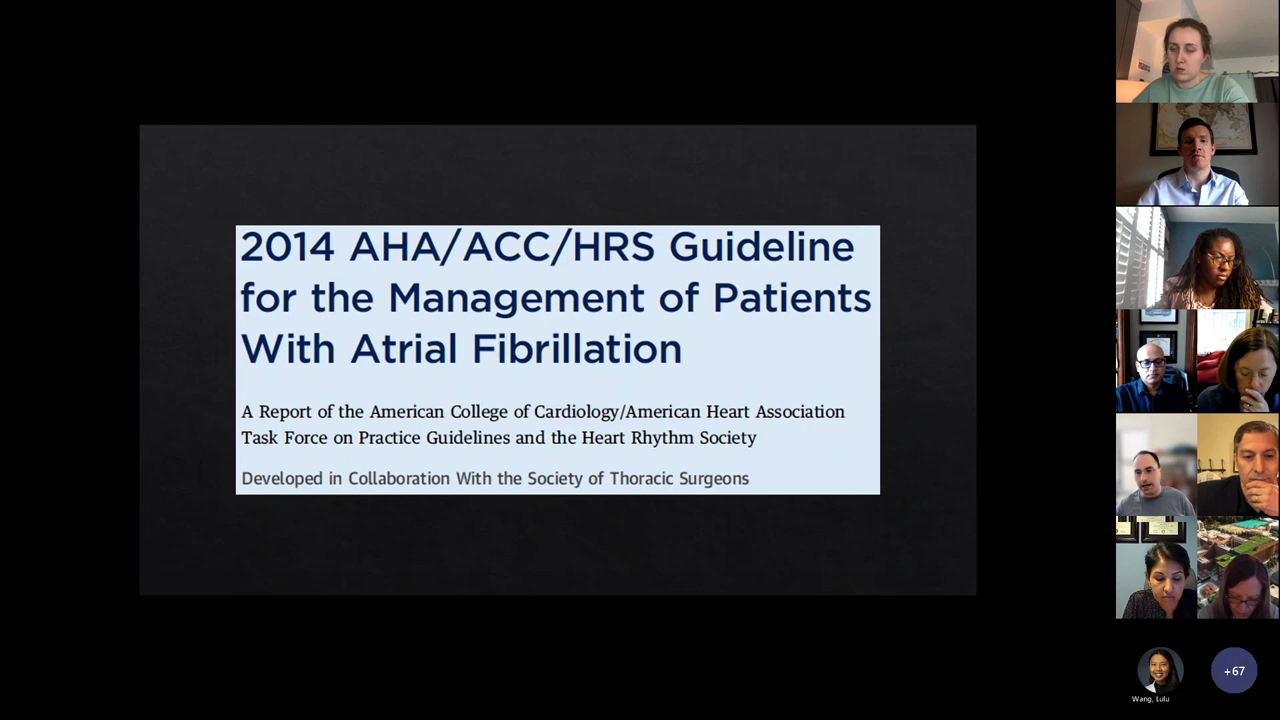 2014 AHA/ACC/HRS Guideline
for the Management of Patients
With Atrial Fibrillation
A Report of the American College of Cardiology/American Heart Association
Task Force on Practice Guidelines and the Heart Rhythm Society
Developed in Collaboration With the Society of Thoracic Surgeons
Wang, Lulu
+67